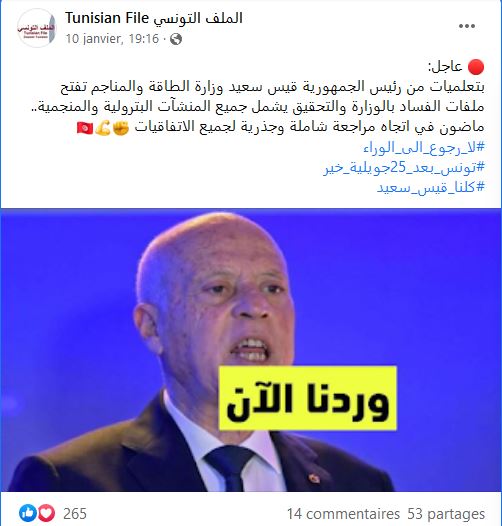 Tunisian File الملف التونسي
10 janvier, 19:16
الملف التونسي
Tunisian File
عاجل:
بتعلميات من رئيس الجمهورية قيس سعيد وزارة الطاقة والمناجم تفتح
ملفات الفساد بالوزارة والتحقيق يشمل جميع المنشآت البترولية والمنجمية..
ماضون في اتجاه مراجعة شاملة وجذرية لجميع الاتفاقيات
#لا_رجوع_الى_الوراء
#تونس_بعد_25جويلية_خير
#كلنا_قيس_سعيد
وردنا الآن
265
14 commentaires 53 partages